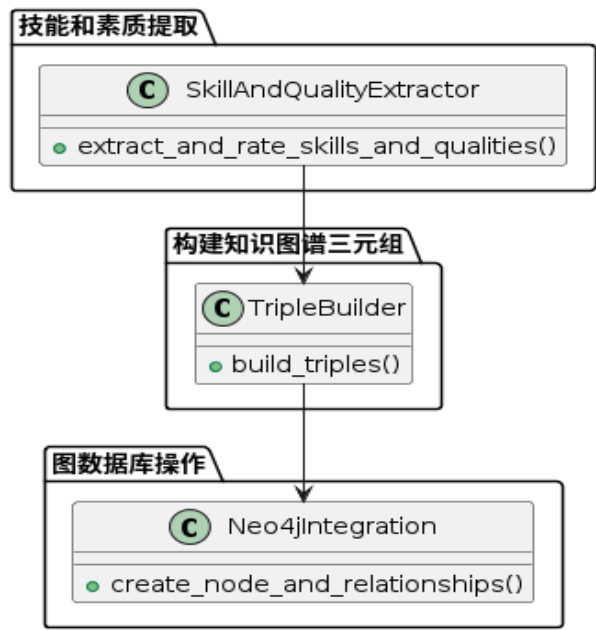 技能和素质提取
C SkillAndQualityExtractor
extract_and_rate_skills_and_qualities()
构建知识图谱三元组
C TripleBuilder
build_triples()
图数据库操作
C Neo4jIntegration
create_node_and_relationships()